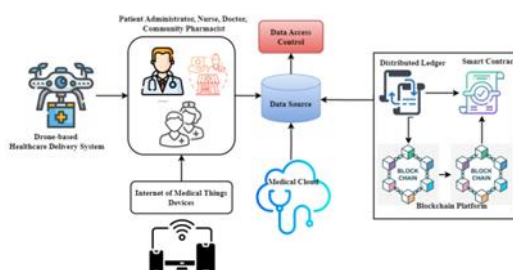 Patient Administrator, Nurse, Doctor,
Community Pharmacist
Data Access
Control
Distributed Ledger
Smart Contract
Data Source
Drone-based
Healthcare Delivery System
Internet of Medical Things
Devices
Medical Cloud
BLOCK
CHAIN
BLOCK
CHAIN
Blockchain Platform